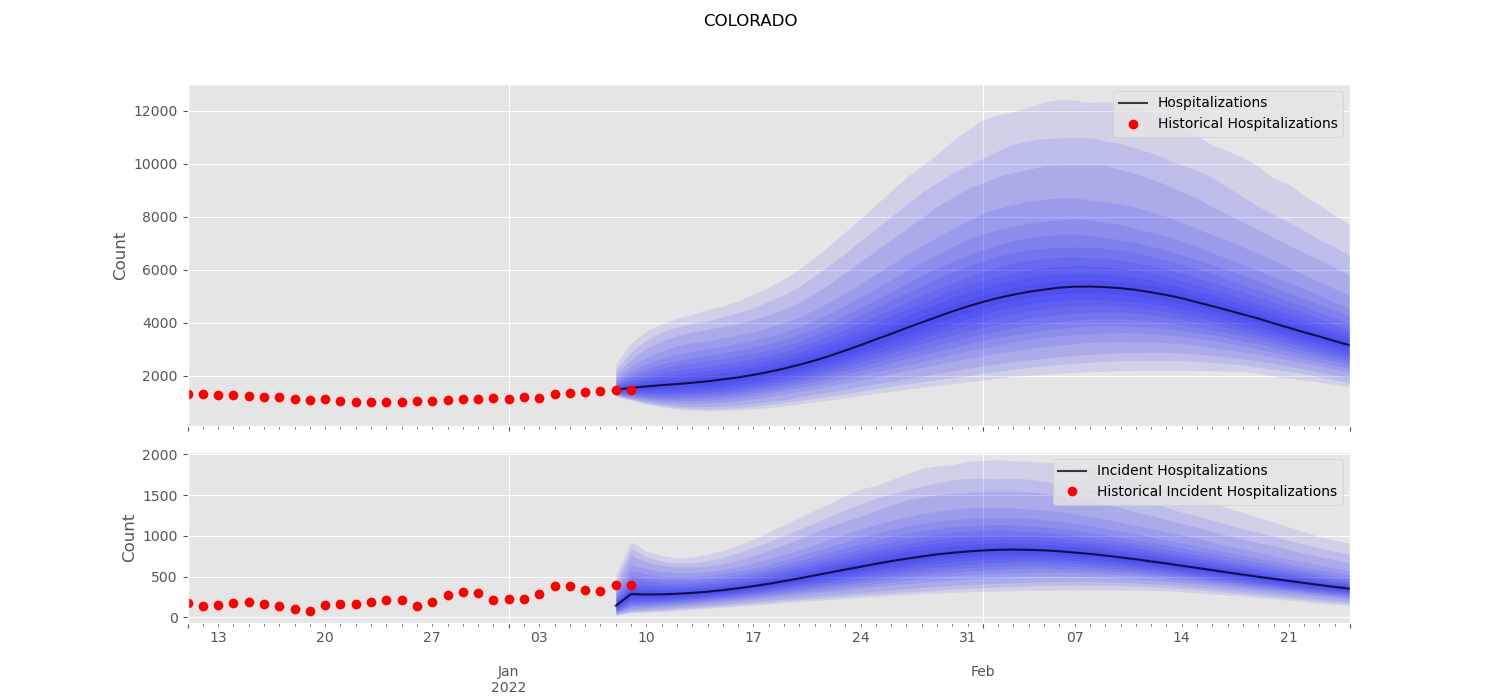 COLORADO
Count
12000
10000
8000
6000
4000
2000
Hospitalizations
Historical Hospitalizations
Count
2000
1500
1000
500
0
Incident Hospitalizations
Historical Incident Hospitalizations
13 20 27 03 10 17 24 31 07 14 21
Jan Feb
2022